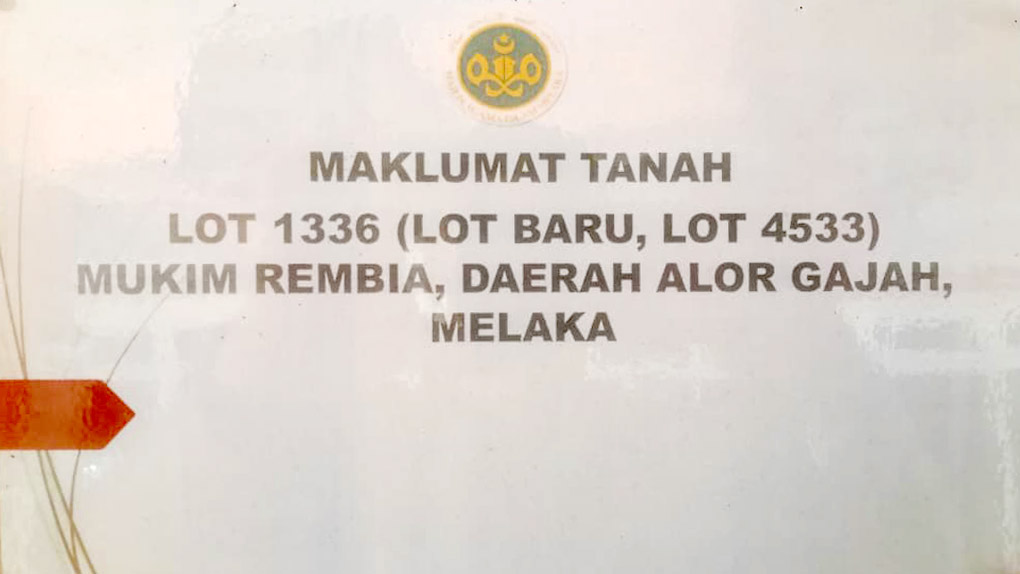 MAKLUMAT TANAH
LOT 1336 (LOT BARU, LOT 4533)
MUKIM REMBIA, DAERAH ALOR GAJAH,
MELAKA